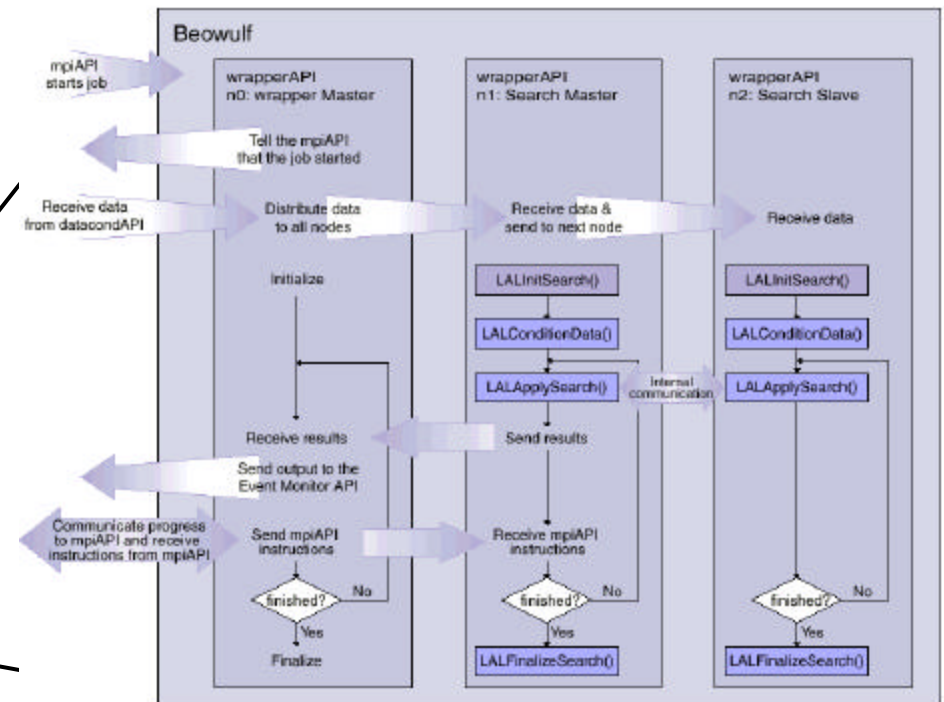 Beowulf
mpiAPI
starts job
wrapperAPI
n0: wrapper Master
wrapperAPI
n1: Search Master
wrapperAPI
n2: Search Slave
Tell the mpiAPI
that the job started
Receive data
from datacondAPI
Distribute data
to all nodes
Receive data &
send to next node
Receive data
Initialize
LALInitSearch()
LALInitSearch()
LALConditionData()
LALConditionData()
LALApplySearch()
Internal
communication
LALApplySearch()
Receive results
Send results
Send output to the
Event Monitor API
Communicate progress
to mpiAPI and receive
instructions from mpiAPI
Send mpiAPI
instructions
Receive mpiAPI
instructions
finished?
No
finished?
No
finished?
No
Yes
Yes
Yes
Finalize
LALFinalizeSearch()
LALFinalizeSearch()